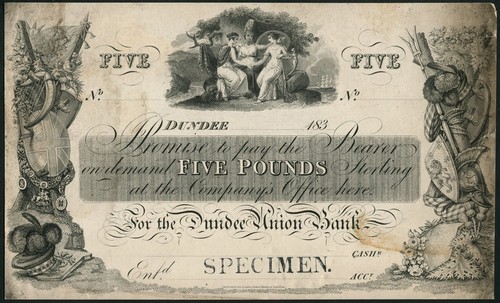 FIVE FIVE
No. No.
DUNDEE 183
Promise to pay the Bearer
on demand FIVE POUNDS Sterling
at the Company's Office here.
For the Dundee Union Bank
CASHR.
Entd. SPECIMEN. ACCT.